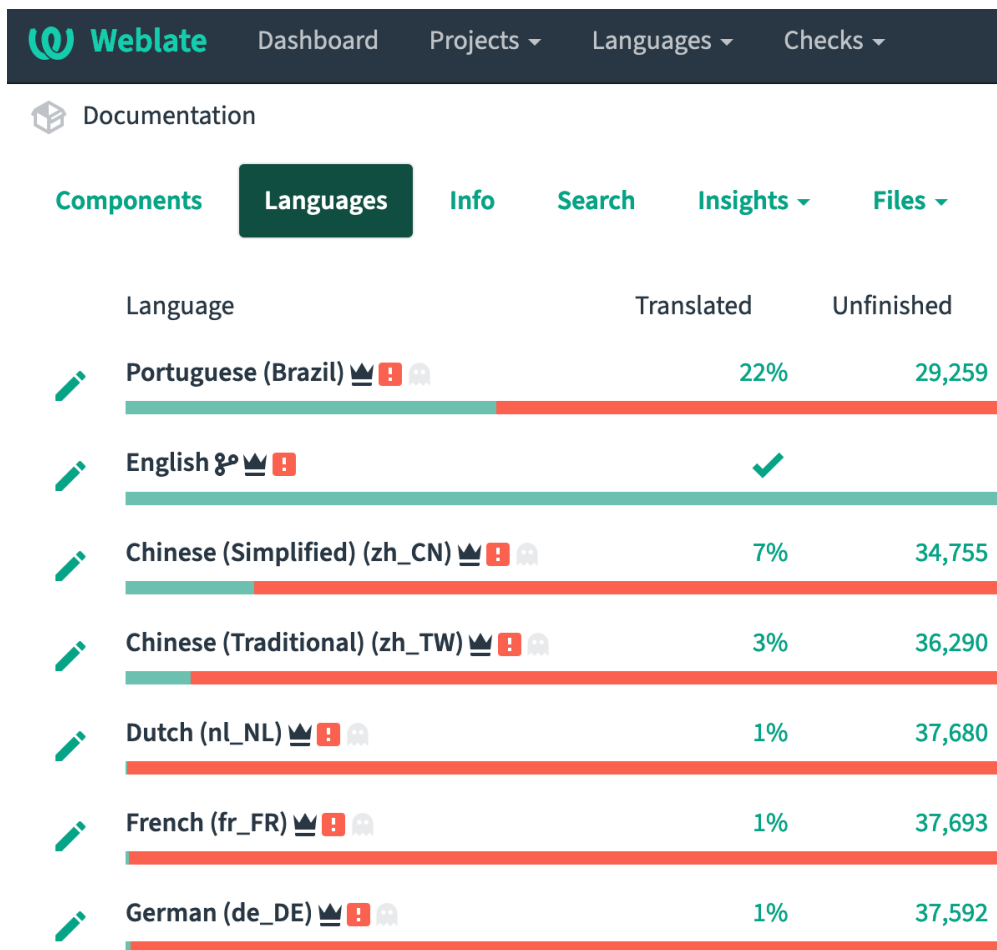 Weblate Dashboard Projects Languages Checks
Documentation
Components Languages Info Search Insights Files
Language Translated Unfinished
Portuguese (Brazil) 22% 29,259
English
Chinese (Simplified) (zh_CN) 7% 34,755
Chinese (Traditional) (zh_TW) 3% 36,290
Dutch (nl_NL) 1% 37,680
French (fr_FR) 1% 37,693
German (de_DE) 1% 37,592